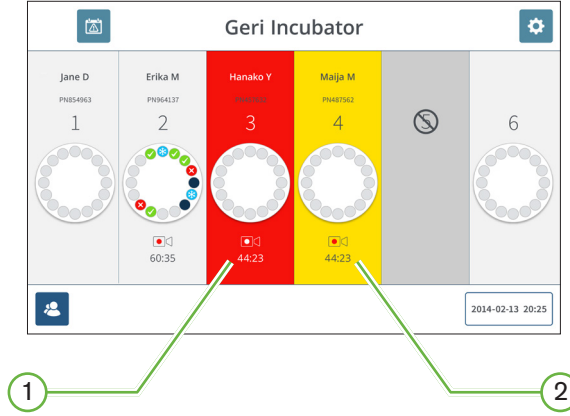 Geri Incubator
Jane D
PN854963
1
Erika M
PN964137
2
60:35
Hanako Y
3
44:23
Maija M
PN487562
4
44:23
5
6
2014-02-13 20:25
1
2